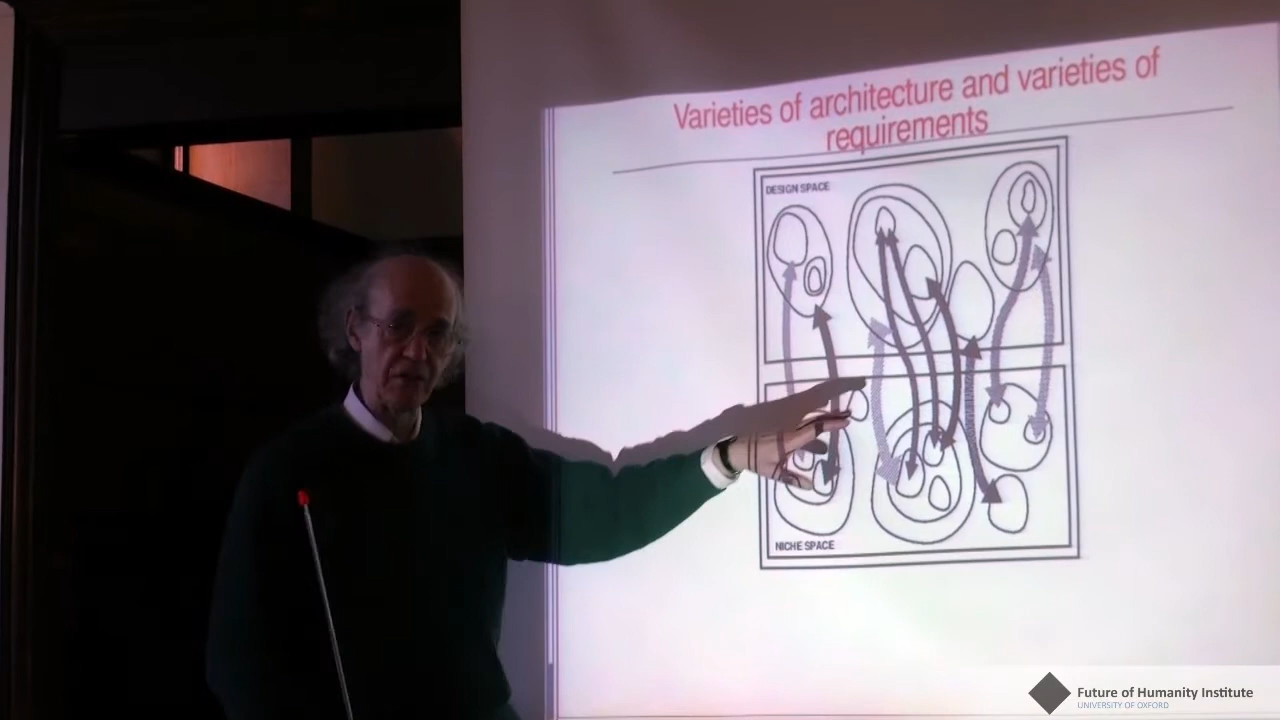 Varieties of architecture and varieties of
requirements
DESIGN SPACE
NICHE SPACE
Future of Humanity Institute
UNIVERSITY OF OXFORD